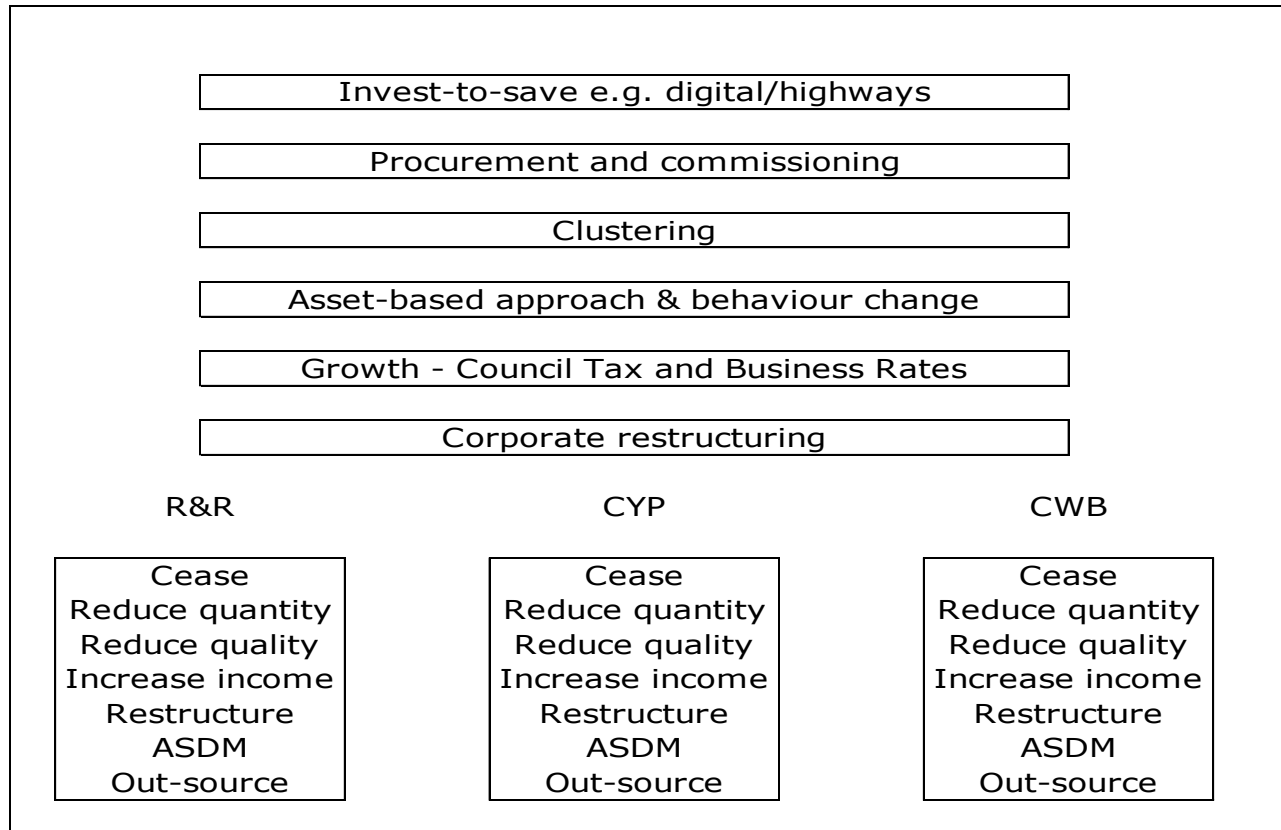 Invest-to-save e.g. digital/highways
Procurement and commissioning
Clustering
Asset-based approach & behaviour change
Growth - Council Tax and Business Rates
Corporate restructuring
R&R
CYP
CWB
Cease
Reduce quantity
Reduce quality
Increase income
Restructure
ASDM
Out-source
Cease
Reduce quantity
Reduce quality
Increase income
Restructure
ASDM
Out-source
Cease
Reduce quantity
Reduce quality
Increase income
Restructure
ASDM
Out-source